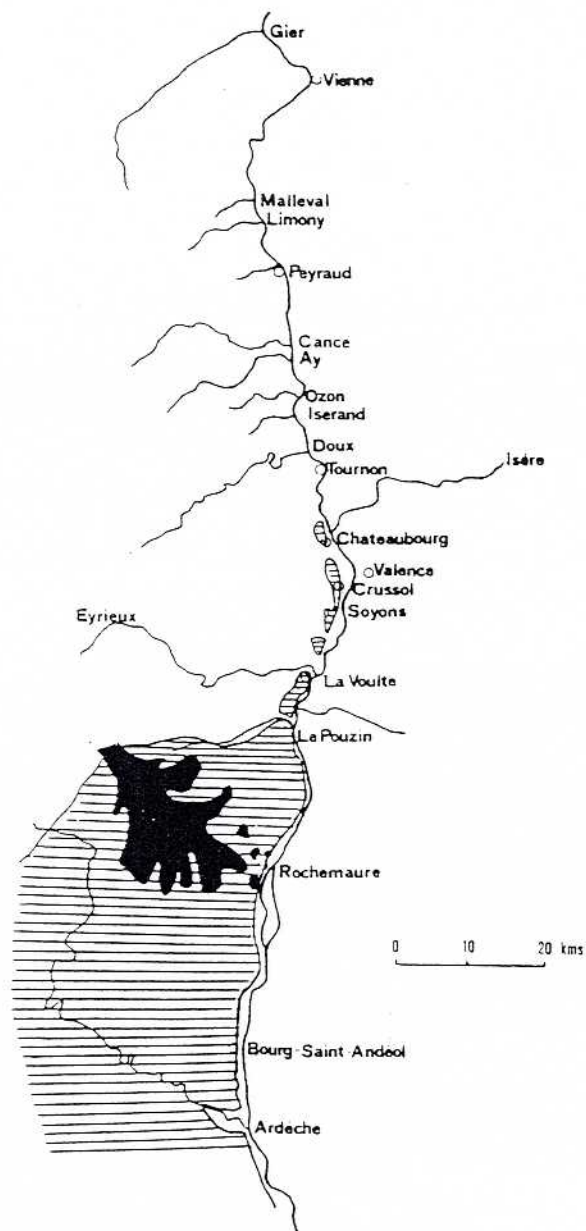 Gier
Vienne
Malleval
Limony
Peyraud
Cance
Ay
Ozon
Iserand
Doux
Tournon
Isère
Chateaubourg
Valence
Crussol
Soyons
Eyrieux
La Voulte
Le Pouzin
Rochemaure
0 10 20 kms
Bourg-Saint-Andéol
Ardeche